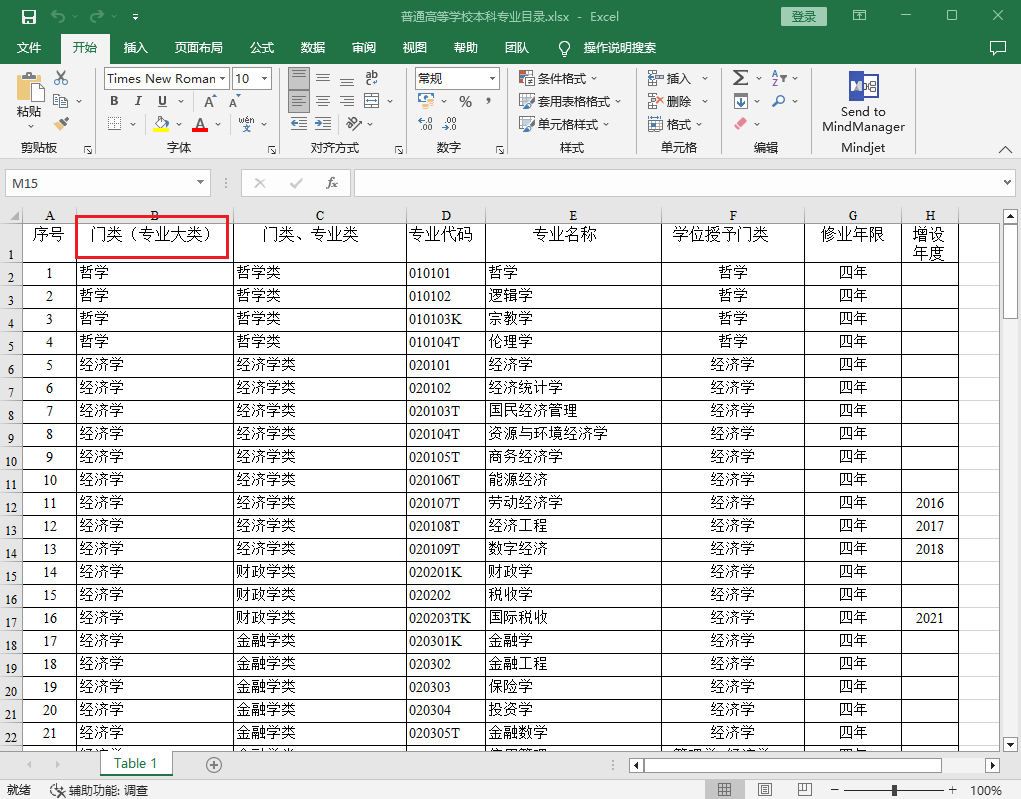 普通高等学校本科专业目录.xlsx - Excel
登录
文件 开始 插入 页面布局 公式 数据 审阅 视图 帮助 团队 操作说明搜索
粘贴
剪贴板
Times New Roman 10
B I U
A A
A wén 文
字体
ab
对齐方式
常规
% ,
数字
条件格式
套用表格格式
单元格样式
样式
插入
删除
格式
单元格
编辑
Send to
MindManager
Mindjet
M15 fx
A B C D E F G H
1 序号 门类（专业大类） 门类、专业类 专业代码 专业名称 学位授予门类 修业年限 增设
年度
2 1 哲学 哲学类 010101 哲学 哲学 四年
3 2 哲学 哲学类 010102 逻辑学 哲学 四年
4 3 哲学 哲学类 010103K 宗教学 哲学 四年
5 4 哲学 哲学类 010104T 伦理学 哲学 四年
6 5 经济学 经济学类 020101 经济学 经济学 四年
7 6 经济学 经济学类 020102 经济统计学 经济学 四年
8 7 经济学 经济学类 020103T 国民经济管理 经济学 四年
9 8 经济学 经济学类 020104T 资源与环境经济学 经济学 四年
10 9 经济学 经济学类 020105T 商务经济学 经济学 四年
11 10 经济学 经济学类 020106T 能源经济 经济学 四年
12 11 经济学 经济学类 020107T 劳动经济学 经济学 四年 2016
13 12 经济学 经济学类 020108T 经济工程 经济学 四年 2017
14 13 经济学 经济学类 020109T 数字经济 经济学 四年 2018
15 14 经济学 财政学类 020201K 财政学 经济学 四年
16 15 经济学 财政学类 020202 税收学 经济学 四年
17 16 经济学 财政学类 020203TK 国际税收 经济学 四年 2021
18 17 经济学 金融学类 020301K 金融学 经济学 四年
19 18 经济学 金融学类 020302 金融工程 经济学 四年
20 19 经济学 金融学类 020303 保险学 经济学 四年
21 20 经济学 金融学类 020304 投资学 经济学 四年
22 21 经济学 金融学类 020305T 金融数学 经济学 四年
Table 1
就绪 辅助功能: 调查 100%